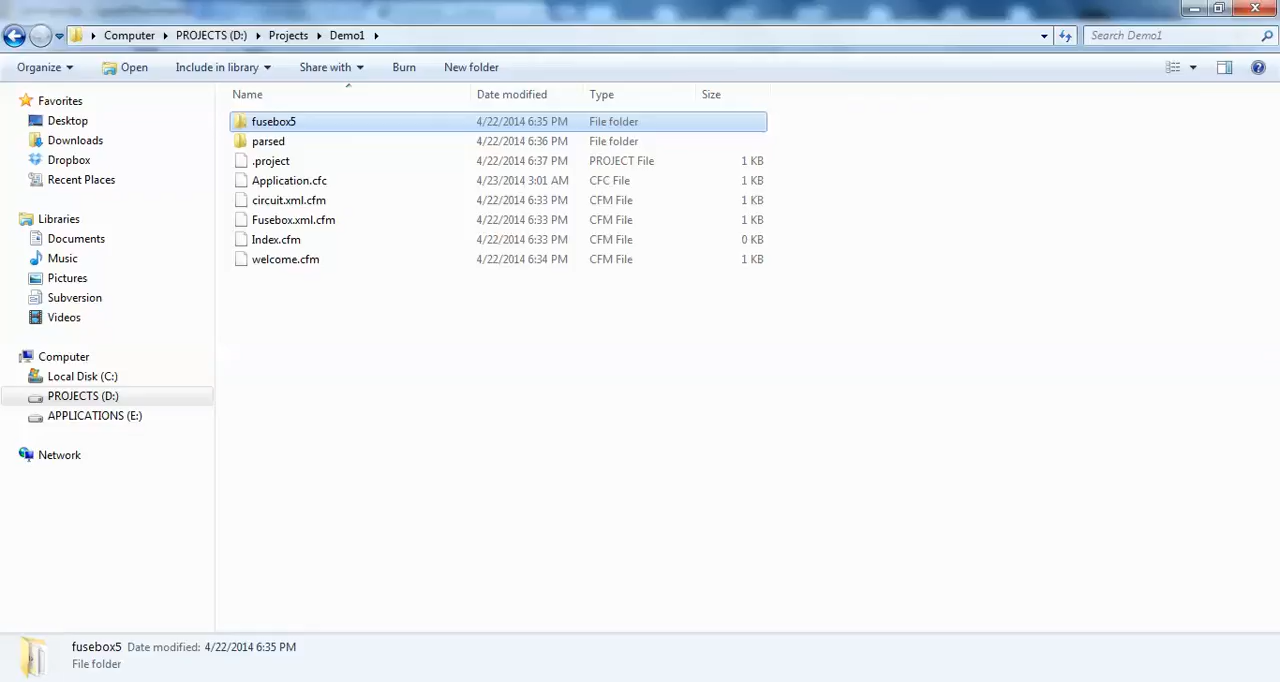 Computer PROJECTS (D:) Projects Demo1 Search Demo1
Organize Open Include in library Share with Burn New folder
Favorites
Desktop
Downloads
Dropbox
Recent Places
Libraries
Documents
Music
Pictures
Subversion
Videos
Computer
Local Disk (C:)
PROJECTS (D:)
APPLICATIONS (E:)
Network
Name Date modified Type Size
fusebox5 4/22/2014 6:35 PM File folder
parsed 4/22/2014 6:36 PM File folder
.project 4/22/2014 6:37 PM PROJECT File 1 KB
Application.cfc 4/23/2014 3:01 AM CFC File 1 KB
circuit.xml.cfm 4/22/2014 6:33 PM CFM File 1 KB
Fusebox.xml.cfm 4/22/2014 6:33 PM CFM File 1 KB
Index.cfm 4/22/2014 6:33 PM CFM File 0 KB
welcome.cfm 4/22/2014 6:34 PM CFM File 1 KB
fusebox5 Date modified: 4/22/2014 6:35 PM
File folder